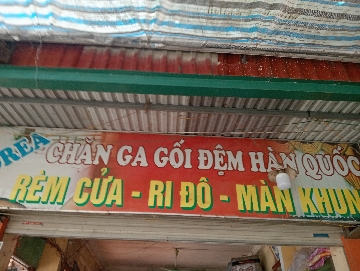 REA
CHĂN GA GỐI ĐỆM HÀN QUỐC
RÈM CỬA - RI ĐÔ - MÀN KHUN